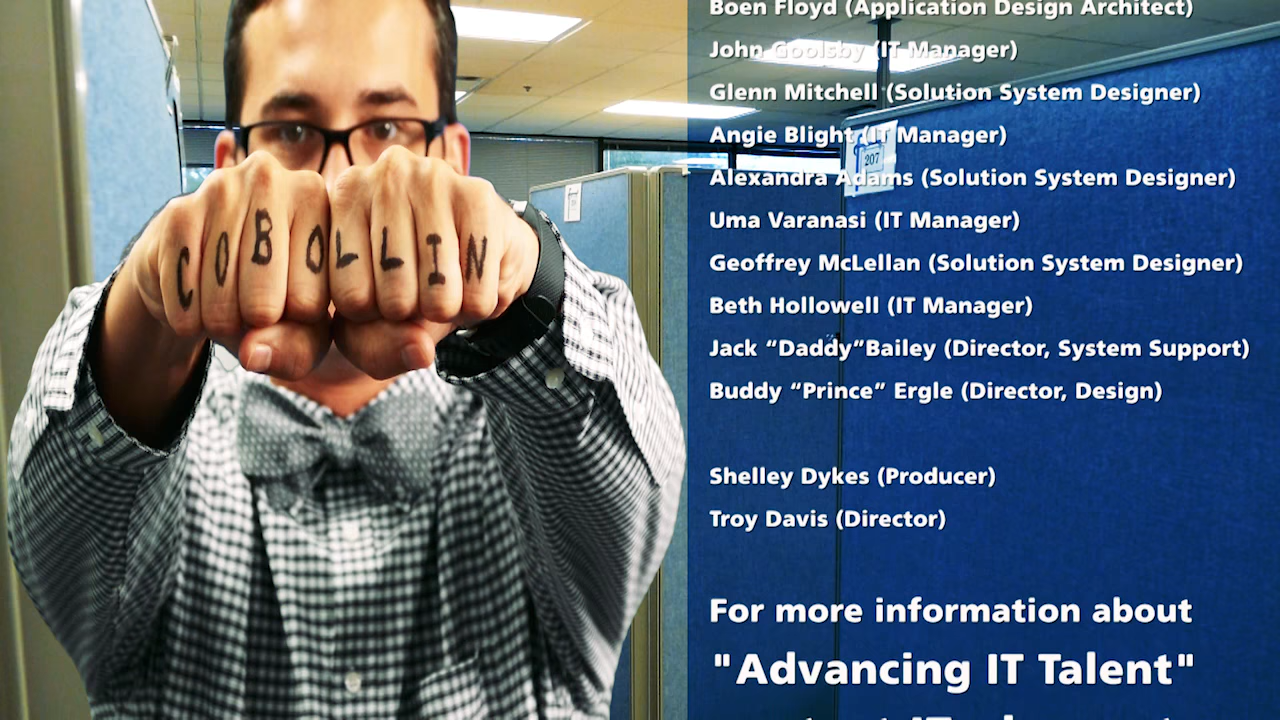 COBOLLIN
Boen Floyd (Application Design Architect)
John Goolsby (IT Manager)
Glenn Mitchell (Solution System Designer)
Angie Blight (IT Manager)
207
Alexandra Adams (Solution System Designer)
Uma Varanasi (IT Manager)
Geoffrey McLellan (Solution System Designer)
Beth Hollowell (IT Manager)
Jack “Daddy”Bailey (Director, System Support)
Buddy “Prince” Ergle (Director, Design)
Shelley Dykes (Producer)
Troy Davis (Director)
For more information about
"Advancing IT Talent"